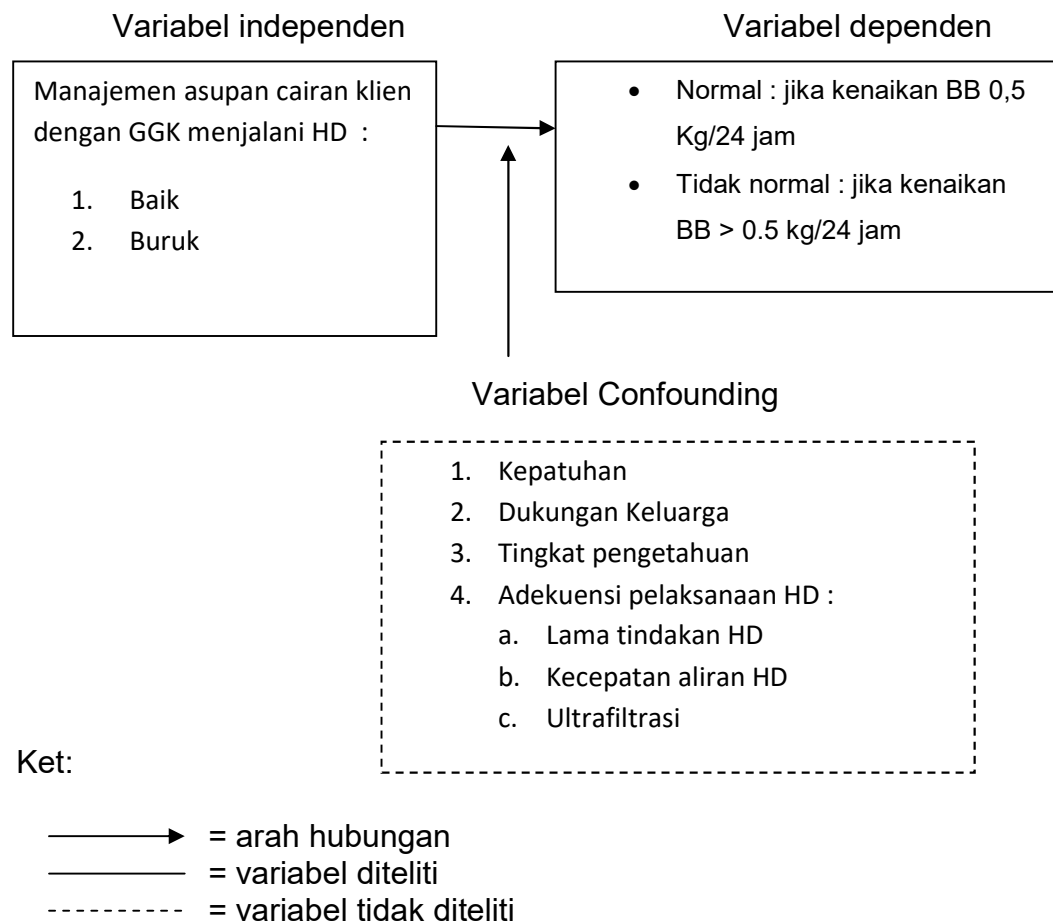 Variabel independen
Variabel dependen
Manajemen asupan cairan klien
dengan GGK menjalani HD :
1. Baik
2. Buruk
• Normal : jika kenaikan BB 0,5
Kg/24 jam
• Tidak normal : jika kenaikan
BB > 0.5 kg/24 jam
Variabel Confounding
1. Kepatuhan
2. Dukungan Keluarga
3. Tingkat pengetahuan
4. Adekuensi pelaksanaan HD :
a. Lama tindakan HD
b. Kecepatan aliran HD
c. Ultrafiltrasi
Ket:
= arah hubungan
= variabel diteliti
= variabel tidak diteliti